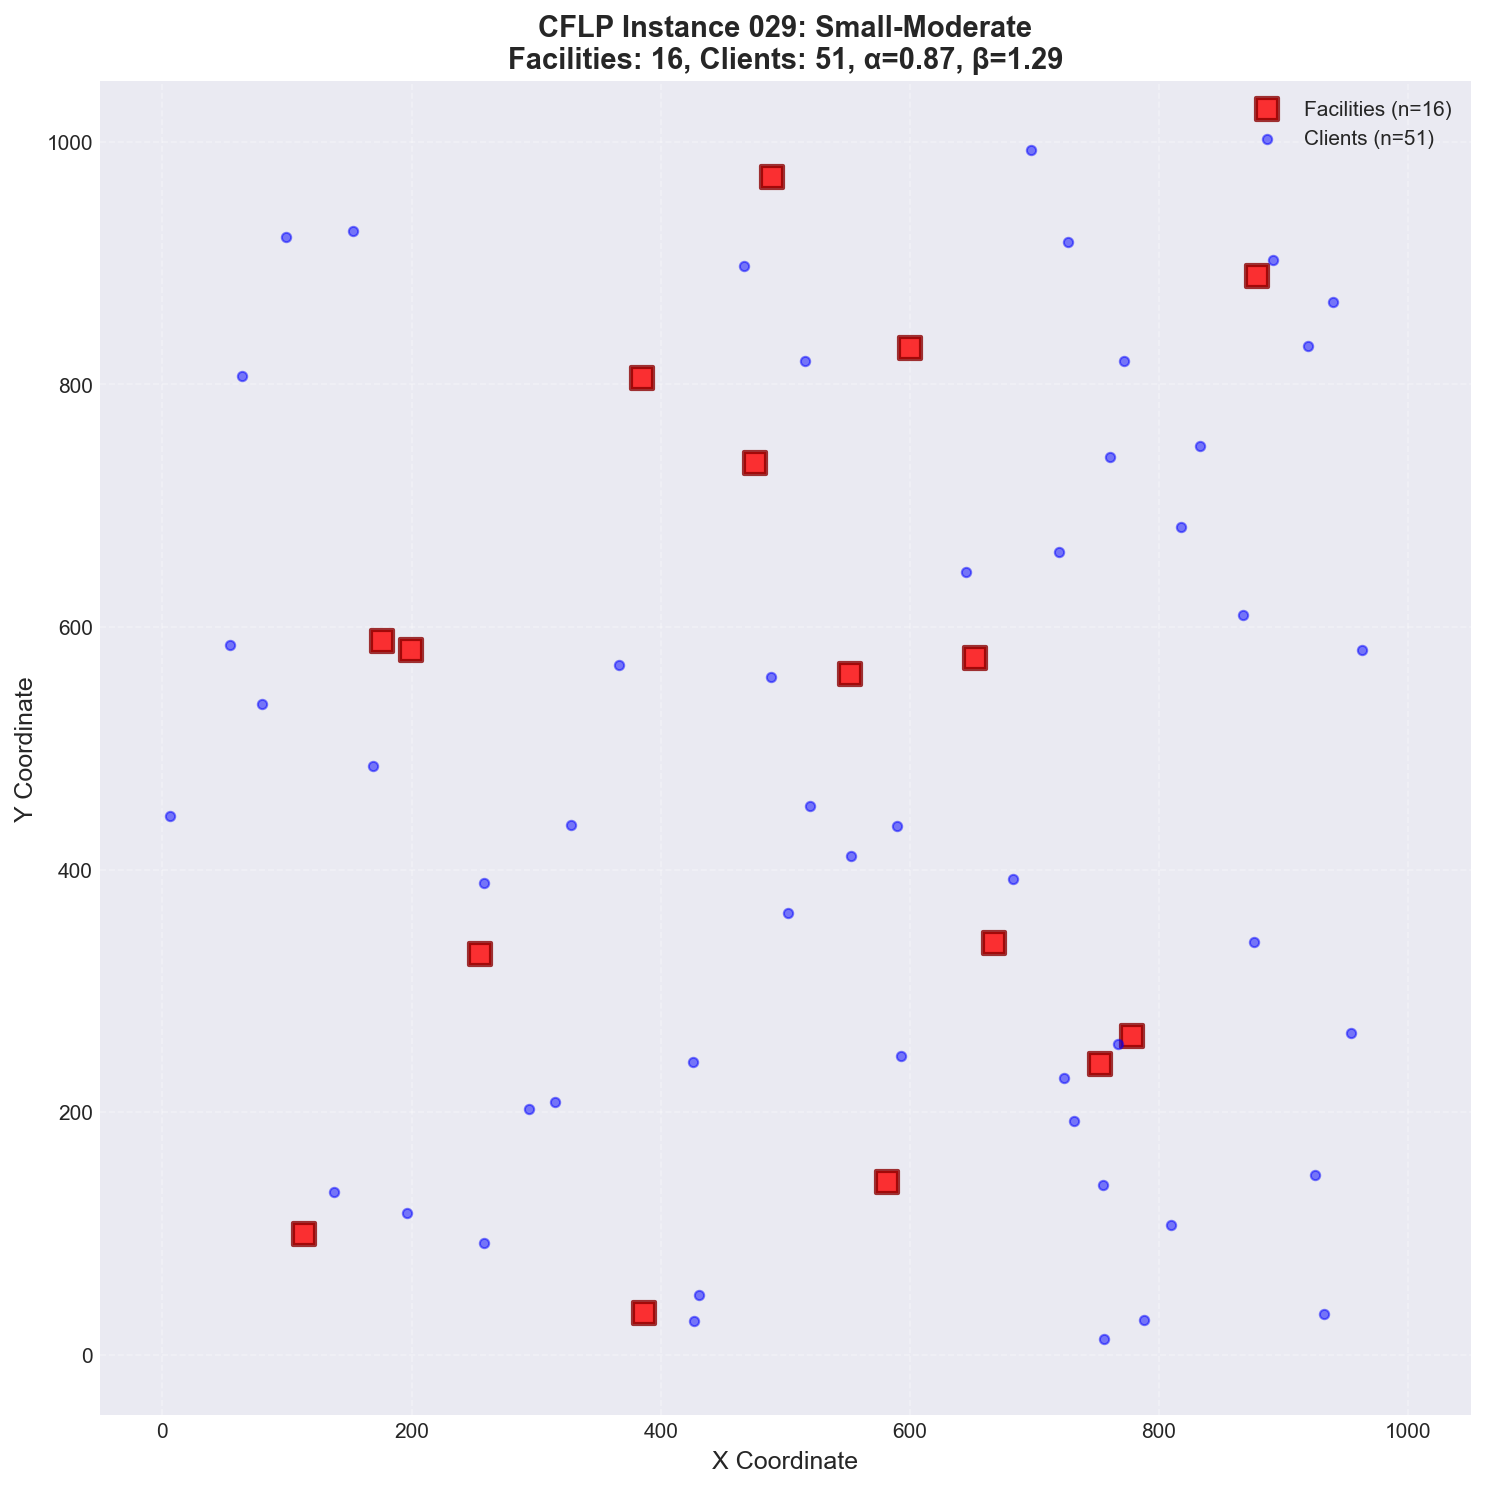 CFLP Instance 029: Small-Moderate
Facilities: 16, Clients: 51, α=0.87, β=1.29
Facilities (n=16)
Clients (n=51)
1000
800
600
400
200
0
Y Coordinate
0 200 400 600 800 1000
X Coordinate